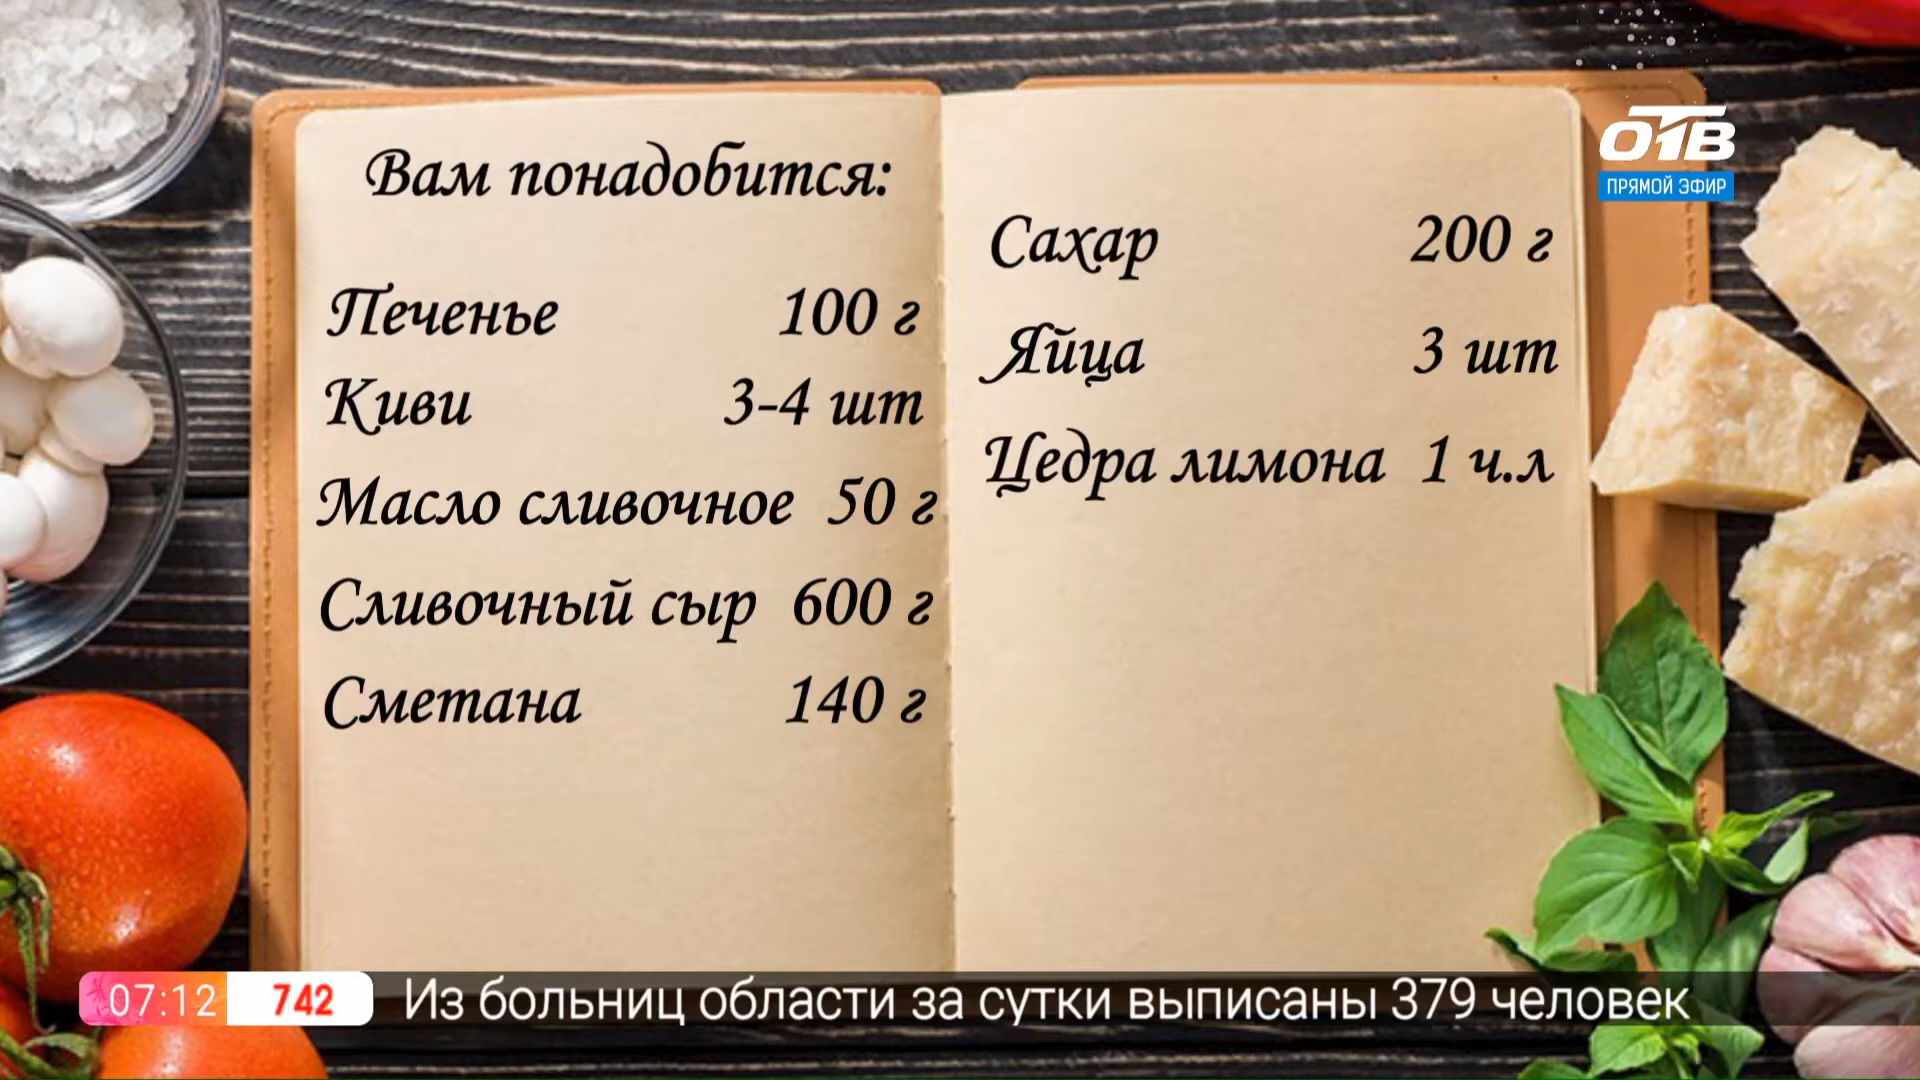 Вам понадобится:
Печенье 100 г
Киви 3-4 шт
Масло сливочное 50 г
Сливочный сыр 600 г
Сметана 140 г
Сахар 200 г
Яйца 3 шт
Цедра лимона 1 ч.л
ОТВ
ПРЯМОЙ ЭФИР
07:12 742 Из больниц области за сутки выписаны 379 человек